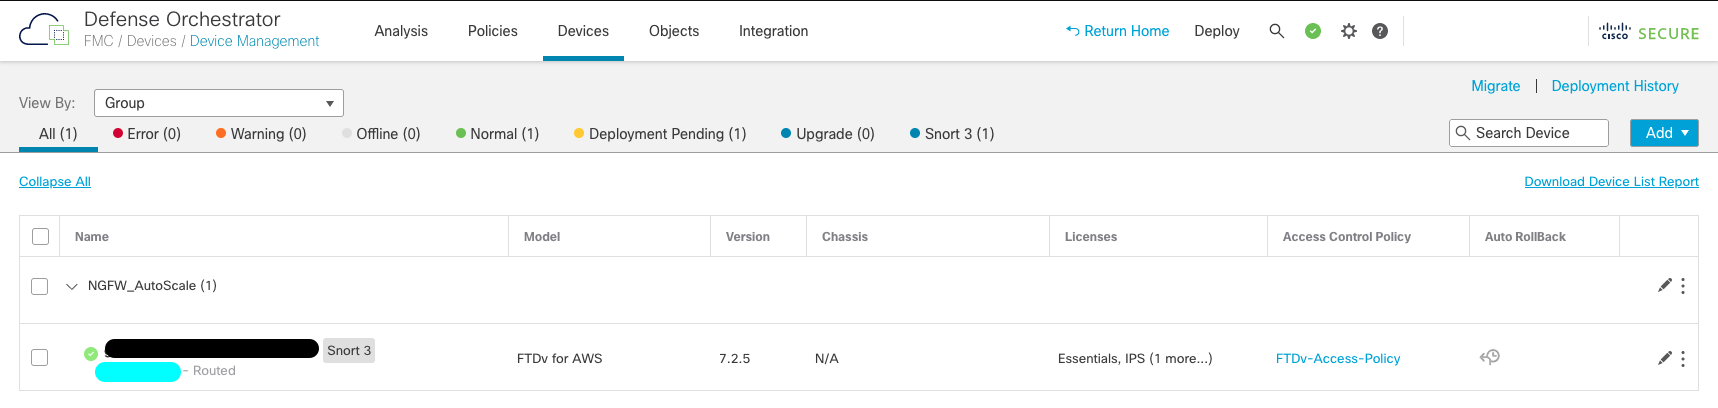 Defense Orchestrator
FMC / Devices / Device Management
Analysis Policies Devices Objects Integration
Return Home Deploy
cisco SECURE
Migrate | Deployment History
View By: Group
All (1) Error (0) Warning (0) Offline (0) Normal (1) Deployment Pending (1) Upgrade (0) Snort 3 (1)
Search Device Add
Collapse All Download Device List Report
Name Model Version Chassis Licenses Access Control Policy Auto RollBack
NGFW_AutoScale (1)
Snort 3
FTDv for AWS 7.2.5 N/A Essentials, IPS (1 more...) FTDv-Access-Policy
- Routed